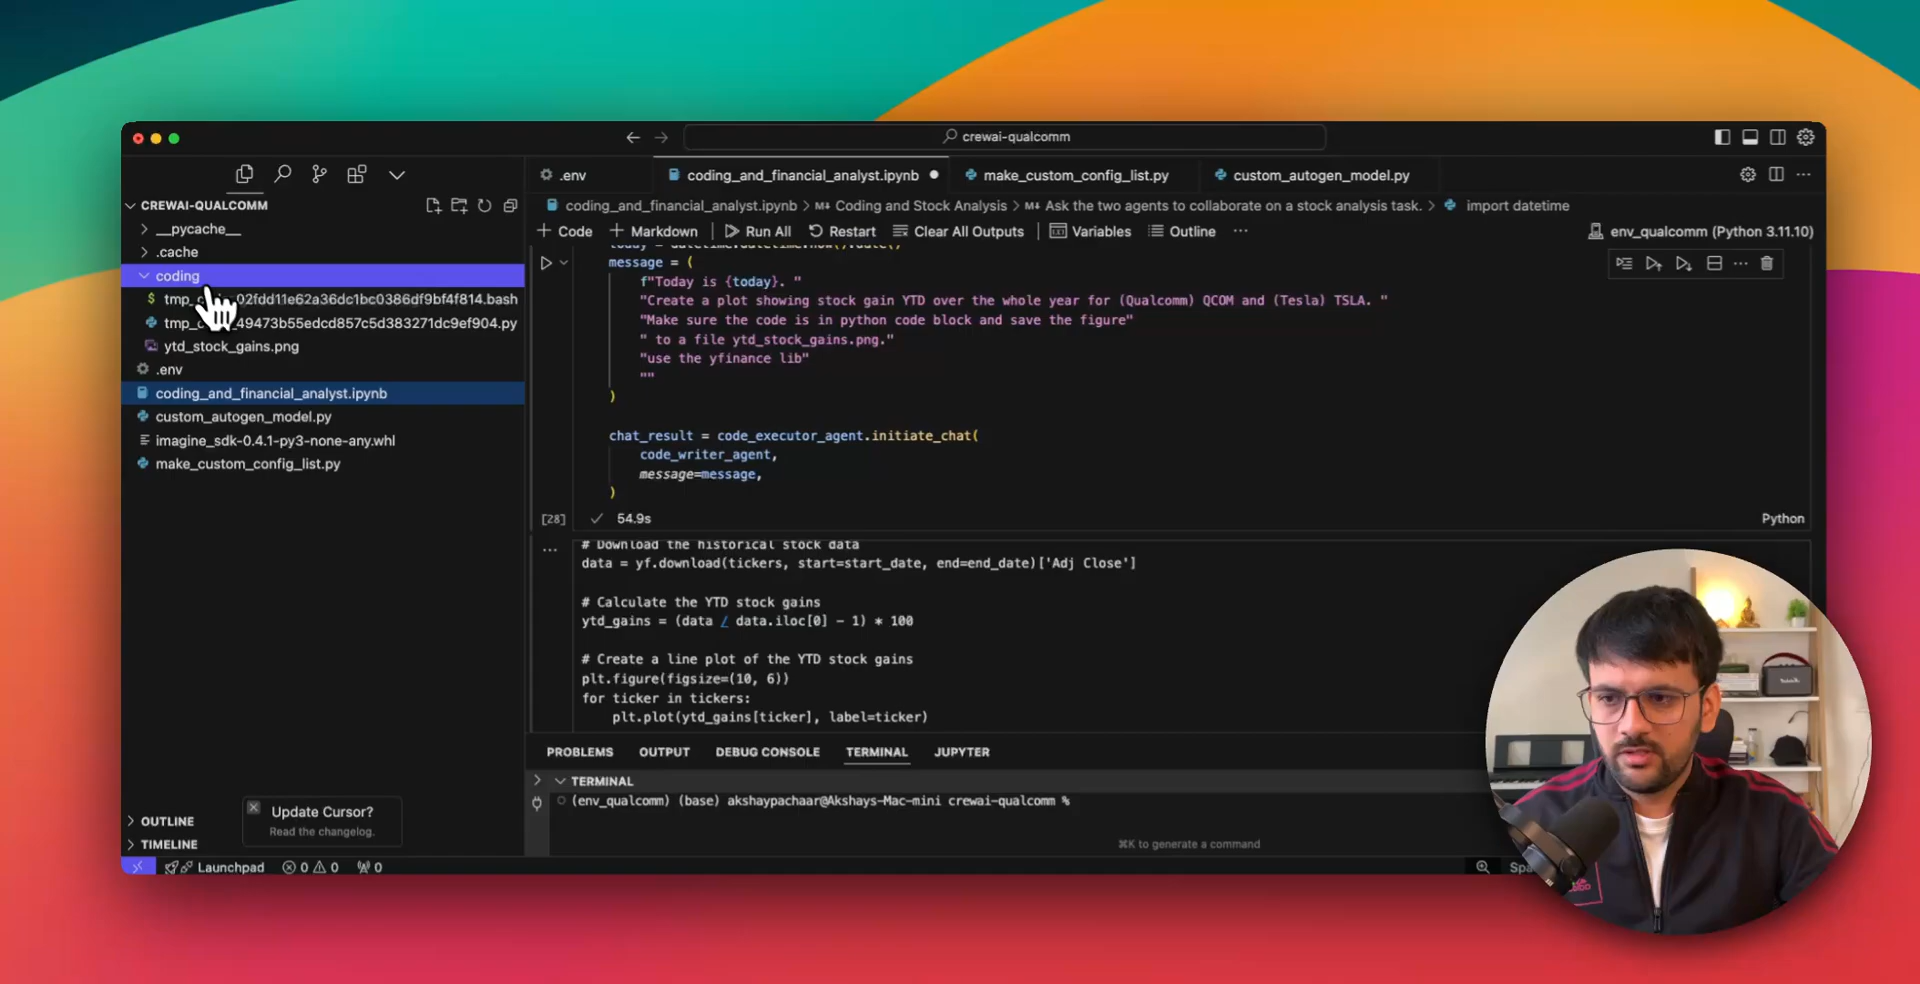 crewai-qualcomm
CREWAI-QUALCOMM
__pycache__
.cache
coding
02fdd11e62a36dc1bc0386df9bf4f814.bash
49473b55edcd857c5d383271dc9ef904.py
ytd_stock_gains.png
.env
coding_and_financial_analyst.ipynb
custom_autogen_model.py
imagine_sdk-0.4.1-py3-none-any.whl
make_custom_config_list.py
OUTLINE
TIMELINE
Update Cursor?
Read the changelog.
Launchpad 0 0 0
.env coding_and_financial_analyst.ipynb make_custom_config_list.py custom_autogen_model.py
coding_and_financial_analyst.ipynb > M↓ Coding and Stock Analysis > M↓ Ask the two agents to collaborate on a stock analysis task. > import datetime
+ Code + Markdown Run All Restart Clear All Outputs Variables Outline ... env_qualcomm (Python 3.11.10)
today = datetime.datetime.now().date()
message = (
f"Today is {today}. "
"Create a plot showing stock gain YTD over the whole year for (Qualcomm) QCOM and (Tesla) TSLA. "
"Make sure the code is in python code block and save the figure"
" to a file ytd_stock_gains.png."
"use the yfinance lib"
""
)
chat_result = code_executor_agent.initiate_chat(
code_writer_agent,
message=message,
)
[28] 54.9s Python
# Download the historical stock data
data = yf.download(tickers, start=start_date, end=end_date)['Adj Close']
# Calculate the YTD stock gains
ytd_gains = (data / data.iloc[0] - 1) * 100
# Create a line plot of the YTD stock gains
plt.figure(figsize=(10, 6))
for ticker in tickers:
plt.plot(ytd_gains[ticker], label=ticker)
PROBLEMS OUTPUT DEBUG CONSOLE TERMINAL JUPYTER
TERMINAL
(env_qualcomm) (base) akshaypachaar@Akshays-Mac-mini crewai-qualcomm %
⌘K to generate a command